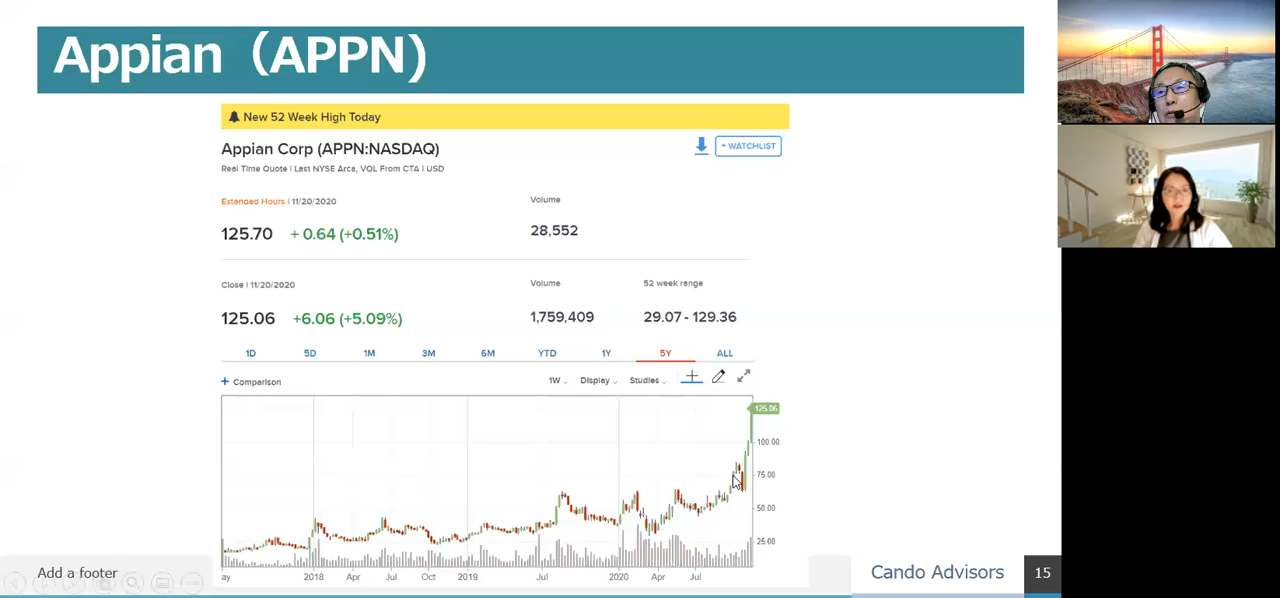 Appian（APPN）
New 52 Week High Today
Appian Corp (APPN:NASDAQ)
+ WATCHLIST
Real Time Quote | Last NYSE Arca, VOL From CTA | USD
Extended Hours | 11/20/2020
Volume
125.70 + 0.64 (+0.51%)
28,552
Close | 11/20/2020
Volume
52 week range
125.06 +6.06 (+5.09%)
1,759,409
29.07 - 129.36
1D 5D 1M 3M 6M YTD 1Y 5Y ALL
+ Comparison
1W Display Studies
125.06
100.00
75.00
50.00
25.00
ay 2018 Apr Jul Oct 2019 Jul 2020 Apr Jul
Add a footer
Cando Advisors
15